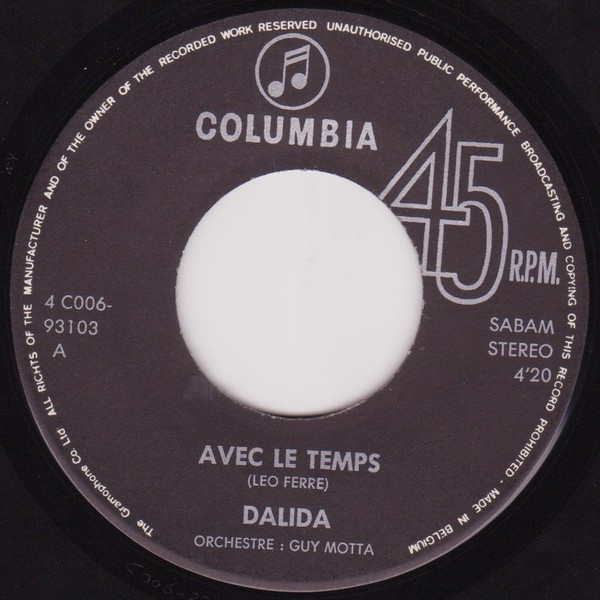 ALL RIGHTS OF THE MANUFACTURER AND OF THE OWNER OF THE RECORDED WORK RESERVED UNAUTHORISED PUBLIC PERFORMANCE BROADCASTING AND COPYING OF THIS RECORD PROHIBITED - MADE IN BELGIUM
COLUMBIA
45 R.P.M.
4 C006-
93103
A
SABAM
STEREO
4'20
AVEC LE TEMPS
(LEO FERRE)
DALIDA
ORCHESTRE : GUY MOTTA
The Gramophone Co. Ltd